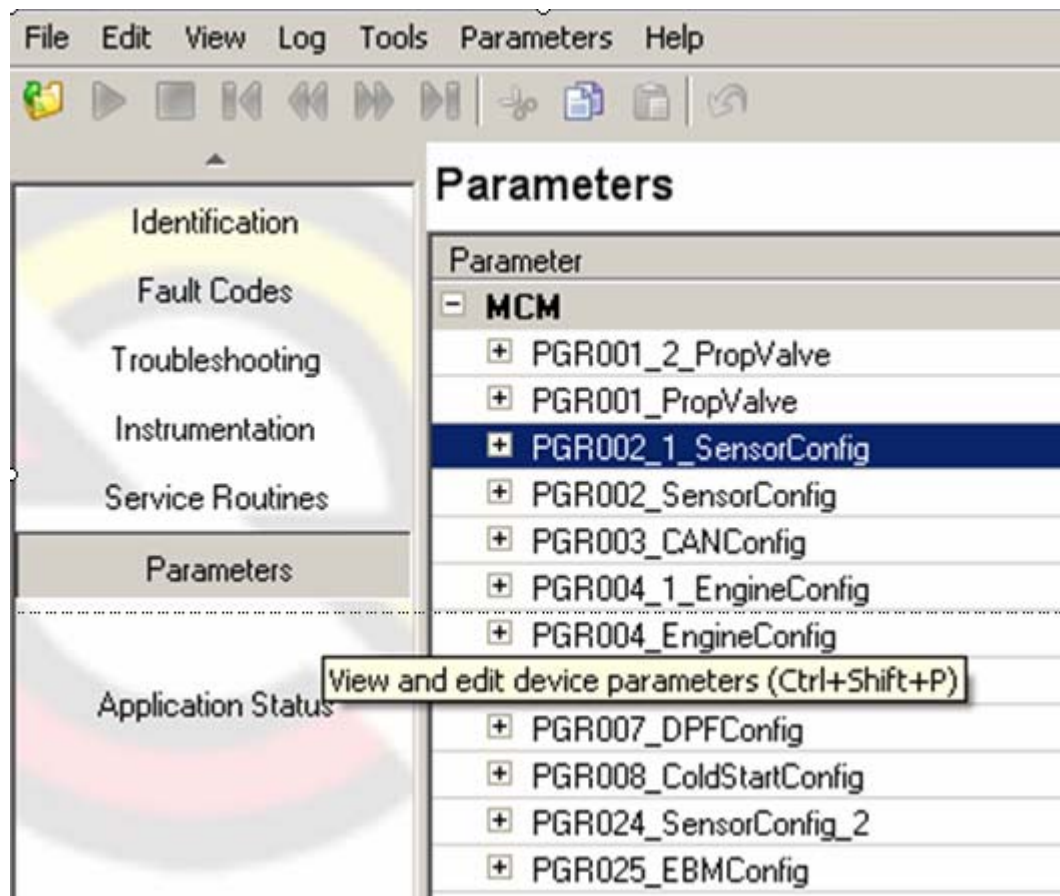 File Edit View Log Tools Parameters Help
Identification
Fault Codes
Troubleshooting
Instrumentation
Service Routines
Parameters
Application Status
Parameters
Parameter
MCM
PGR001_2_PropValve
PGR001_PropValve
PGR002_1_SensorConfig
PGR002_SensorConfig
PGR003_CANConfig
PGR004_1_EngineConfig
PGR004_EngineConfig
View and edit device parameters (Ctrl+Shift+P)
PGR007_DPFConfig
PGR008_ColdStartConfig
PGR024_SensorConfig_2
PGR025_EBMConfig